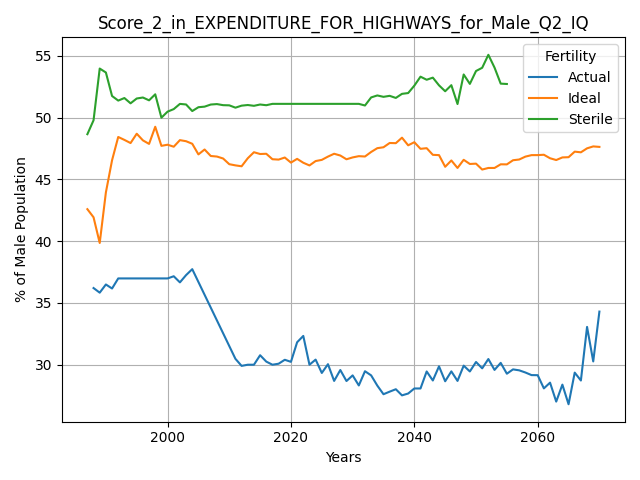 Score_2_in_EXPENDITURE_FOR_HIGHWAYS_for_Male_Q2_IQ
Fertility
Actual
Ideal
Sterile
% of Male Population
55
50
45
40
35
30
2000
2020
2040
2060
Years